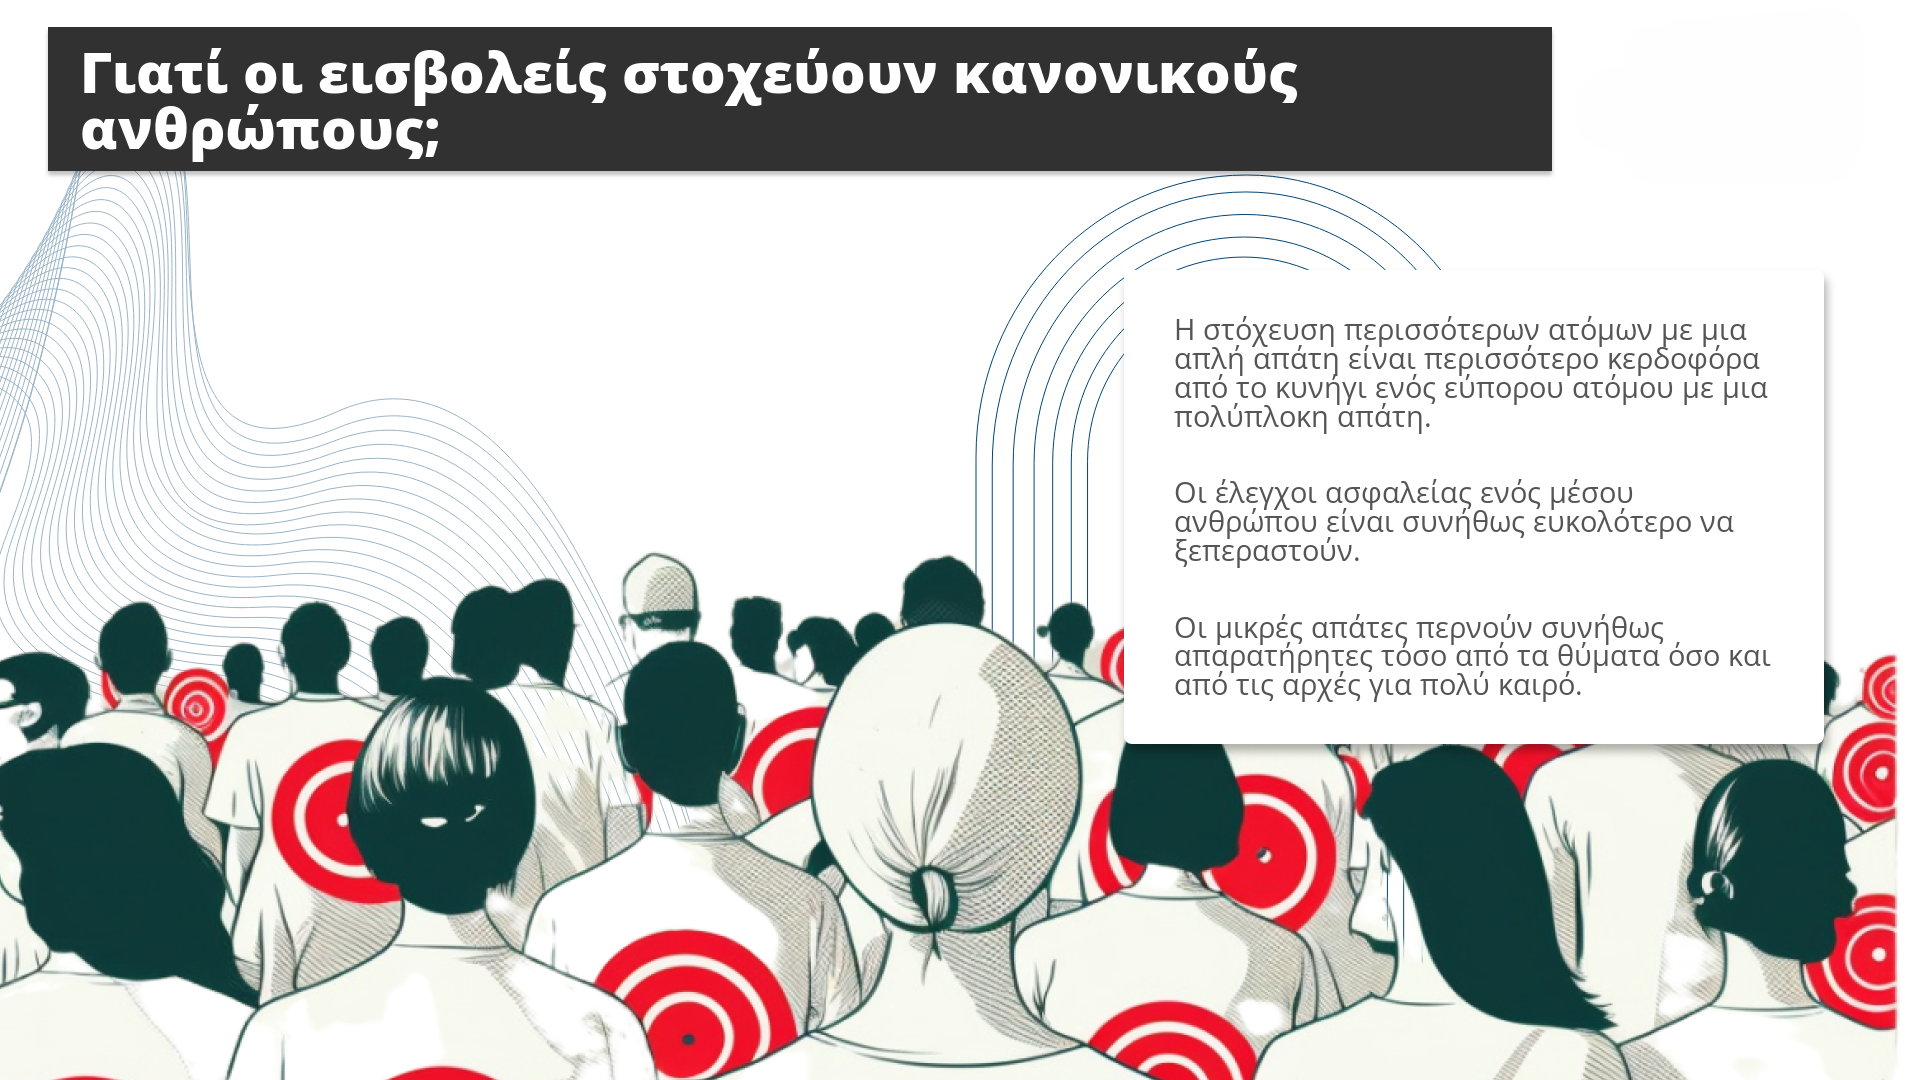 Γιατί οι εισβολείς στοχεύουν κανονικούς
ανθρώπους;
Η στόχευση περισσότερων ατόμων με μια
απλή απάτη είναι περισσότερο κερδοφόρα
από το κυνήγι ενός εύπορου ατόμου με μια
πολύπλοκη απάτη.
Οι έλεγχοι ασφαλείας ενός μέσου
ανθρώπου είναι συνήθως ευκολότερο να
ξεπεραστούν.
Οι μικρές απάτες περνούν συνήθως
απαρατήρητες τόσο από τα θύματα όσο και
από τις αρχές για πολύ καιρό.